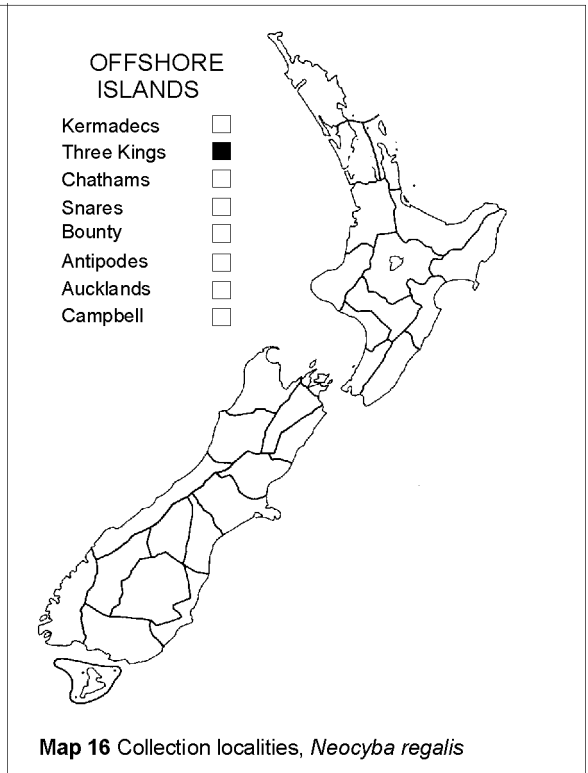 OFFSHORE
ISLANDS
Kermadecs
Three Kings
Chathams
Snares
Bounty
Antipodes
Aucklands
Campbell
Map 16 Collection localities, Neocyba regalis